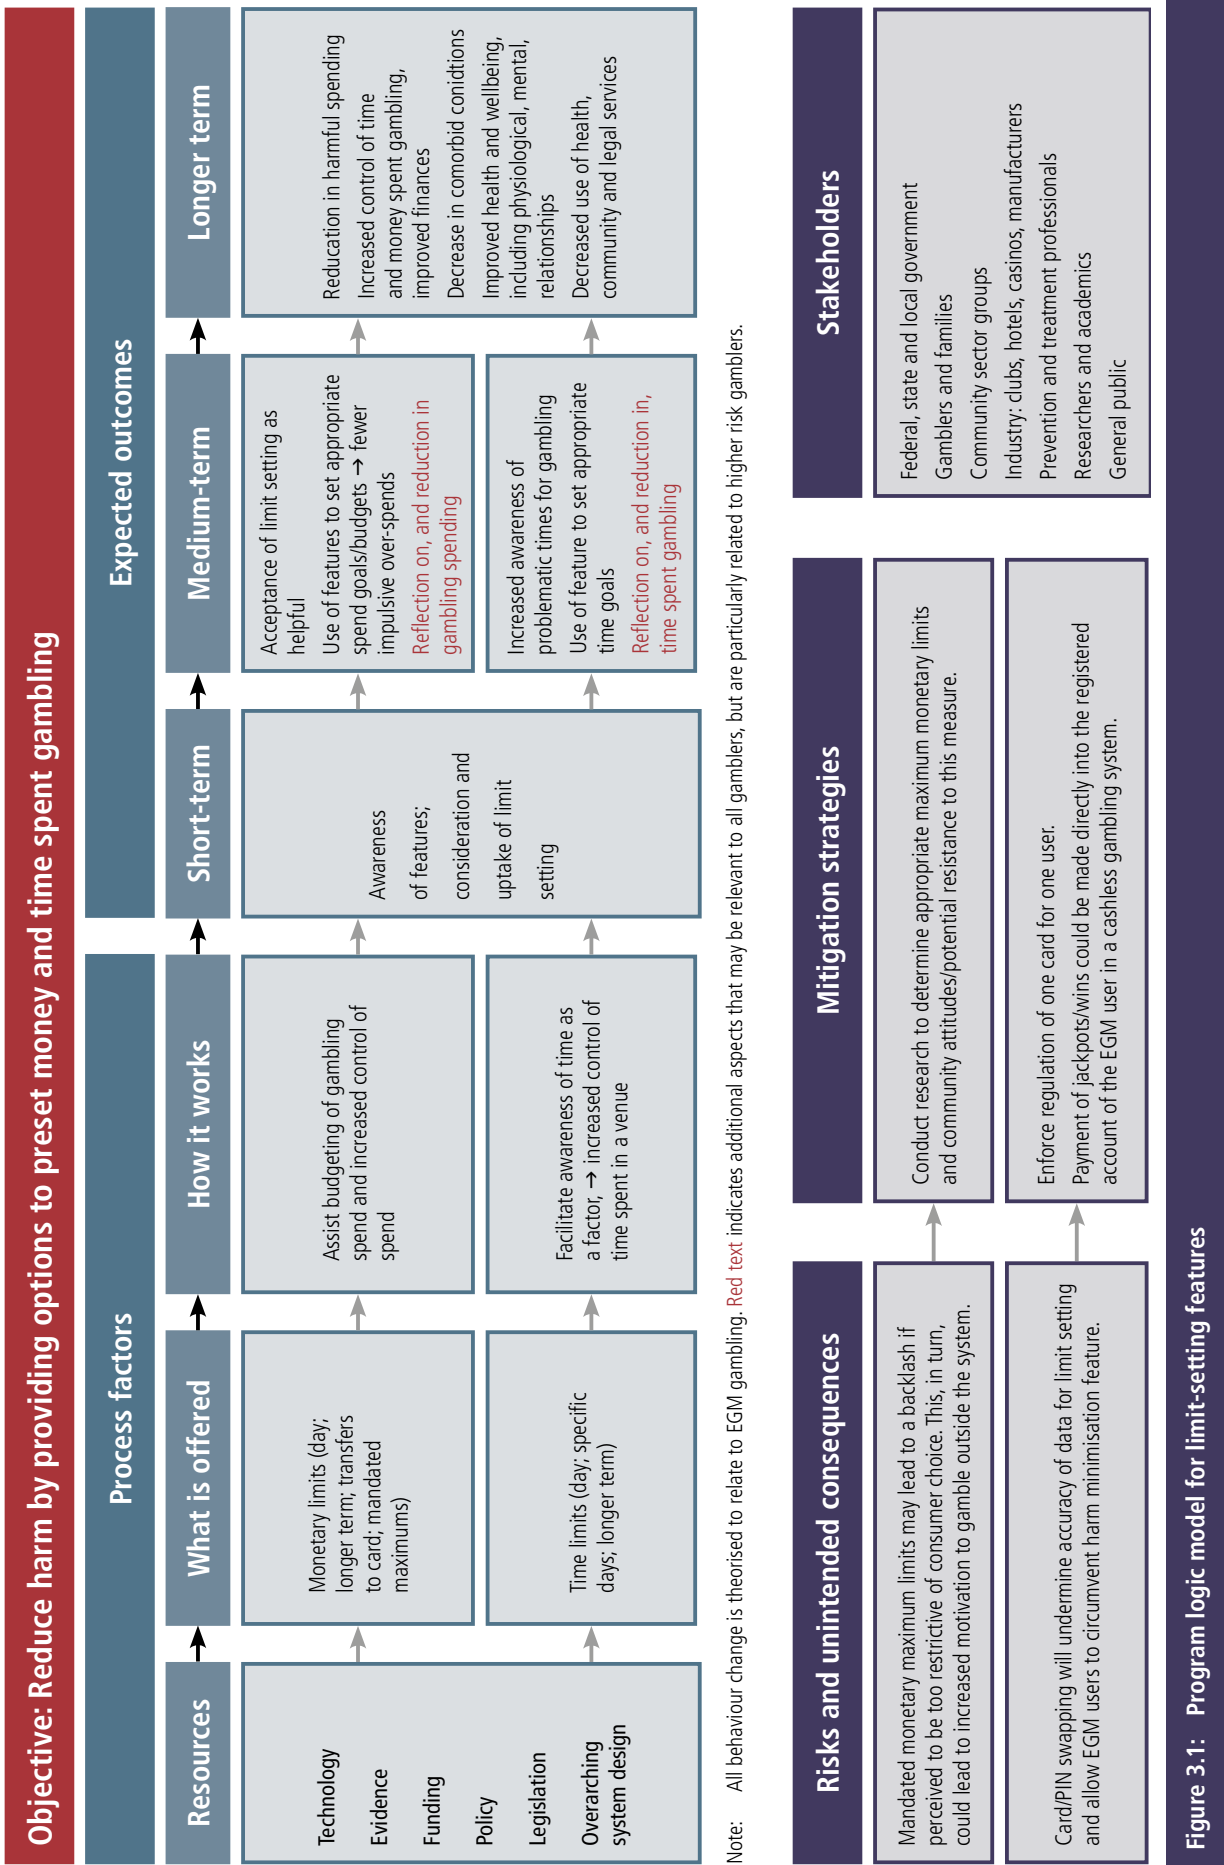 Objective: Reduce harm by providing options to preset money and time spent gambling
Process factors
Expected outcomes
Resources
What is offered
How it works
Short-term
Medium-term
Longer term
Technology
Evidence
Funding
Policy
Legislation
Overarching
system design
Monetary limits (day;
longer term; transfers
to card; mandated
maximums)
Time limits (day; specific
days; longer term)
Assist budgeting of gambling
spend and increased control of
spend
Facilitate awareness of time as
a factor, → increased control of
time spent in a venue
Awareness
of features;
consideration and
uptake of limit
setting
Acceptance of limit setting as
helpful
Use of features to set appropriate
spend goals/budgets → fewer
impulsive over-spends
Reflection on, and reduction in
gambling spending
Increased awareness of
problematic times for gambling
Use of feature to set appropriate
time goals
Reflection on, and reduction in,
time spent gambling
Reducation in harmful spending
Increased control of time
and money spent gambling,
improved finances
Decrease in comorbid conidtions
Improved health and wellbeing,
including physiological, mental,
relationships
Decreased use of health,
community and legal services
Note: All behaviour change is theorised to relate to EGM gambling. Red text indicates additional aspects that may be relevant to all gamblers, but are particularly related to higher risk gamblers.
Risks and unintended consequences
Mitigation strategies
Stakeholders
Mandated monetary maximum limits may lead to a backlash if
perceived to be too restrictive of consumer choice. This, in turn,
could lead to increased motivation to gamble outside the system.
Card/PIN swapping will undermine accuracy of data for limit setting
and allow EGM users to circumvent harm minimisation feature.
Conduct research to determine appropriate maximum monetary limits
and community attitudes/potential resistance to this measure.
Enforce regulation of one card for one user.
Payment of jackpots/wins could be made directly into the registered
account of the EGM user in a cashless gambling system.
Federal, state and local government
Gamblers and families
Community sector groups
Industry: clubs, hotels, casinos, manufacturers
Prevention and treatment professionals
Researchers and academics
General public
Figure 3.1: Program logic model for limit-setting features